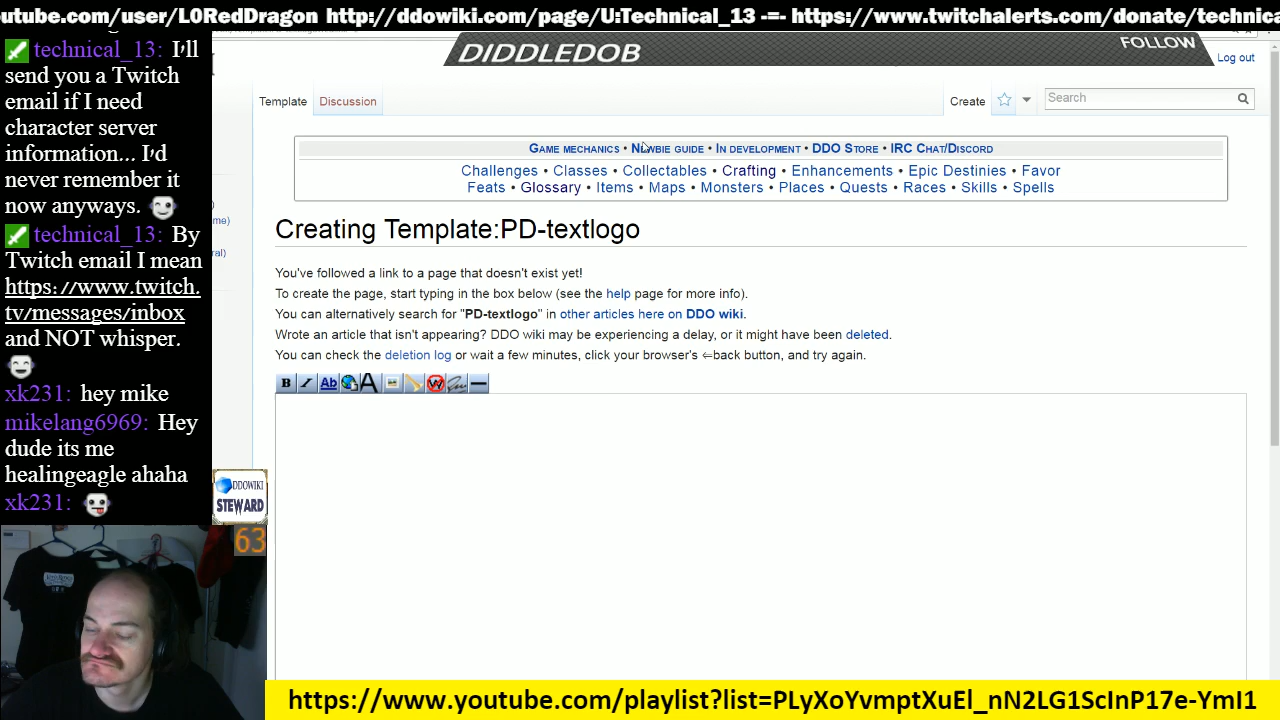 outube.com/user/L0RedDragon http://ddowiki.com/page/U:Technical_13 -=- https://www.twitchalerts.com/donate/technica
technical_13: I'll
send you a Twitch
email if I need
character server
information... I'd
never remember it
now anyways.
technical_13: By
Twitch email I mean
https://www.twitch.
tv/messages/inbox
and NOT whisper.
xk231: hey mike
mikelang6969: Hey
dude its me
healingeagle ahaha
xk231:
DIDDLEDOB
FOLLOW
Log out
Template
Discussion
Create
Search
GAME MECHANICS • NEWBIE GUIDE • IN DEVELOPMENT • DDO STORE • IRC CHAT/DISCORD
Challenges • Classes • Collectables • Crafting • Enhancements • Epic Destinies • Favor
Feats • Glossary • Items • Maps • Monsters • Places • Quests • Races • Skills • Spells
me)
ral)
Creating Template:PD-textlogo
You've followed a link to a page that doesn't exist yet!
To create the page, start typing in the box below (see the help page for more info).
You can alternatively search for "PD-textlogo" in other articles here on DDO wiki.
Wrote an article that isn't appearing? DDO wiki may be experiencing a delay, or it might have been deleted.
You can check the deletion log or wait a few minutes, click your browser's ⇐back button, and try again.
B I Ab A W
DDOWIKI
STEWARD
63
https://www.youtube.com/playlist?list=PLyXoYvmptXuEl_nN2LG1ScInP17e-YmI1